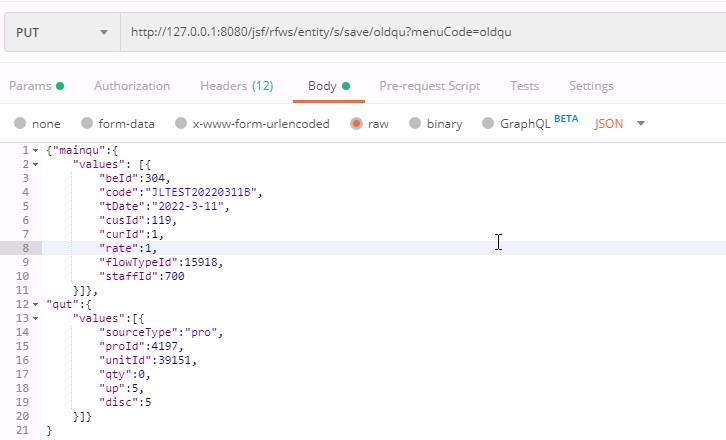 PUT http://127.0.0.1:8080/jsf/rfws/entity/s/save/oldqu?menuCode=oldqu
Params Authorization Headers (12) Body Pre-request Script Tests Settings
none form-data x-www-form-urlencoded raw binary GraphQL BETA JSON
1 {"mainqu":{
2 "values": [{
3 "beId":304,
4 "code":"JLTEST20220311B",
5 "tDate":"2022-3-11",
6 "cusId":119,
7 "curId":1,
8 "rate":1,
9 "flowTypeId":15918,
10 "staffId":700
11 }]},
12 "qut":{
13 "values":[{
14 "sourceType":"pro",
15 "proId":4197,
16 "unitId":39151,
17 "qty":0,
18 "up":5,
19 "disc":5
20 }]}
21 }